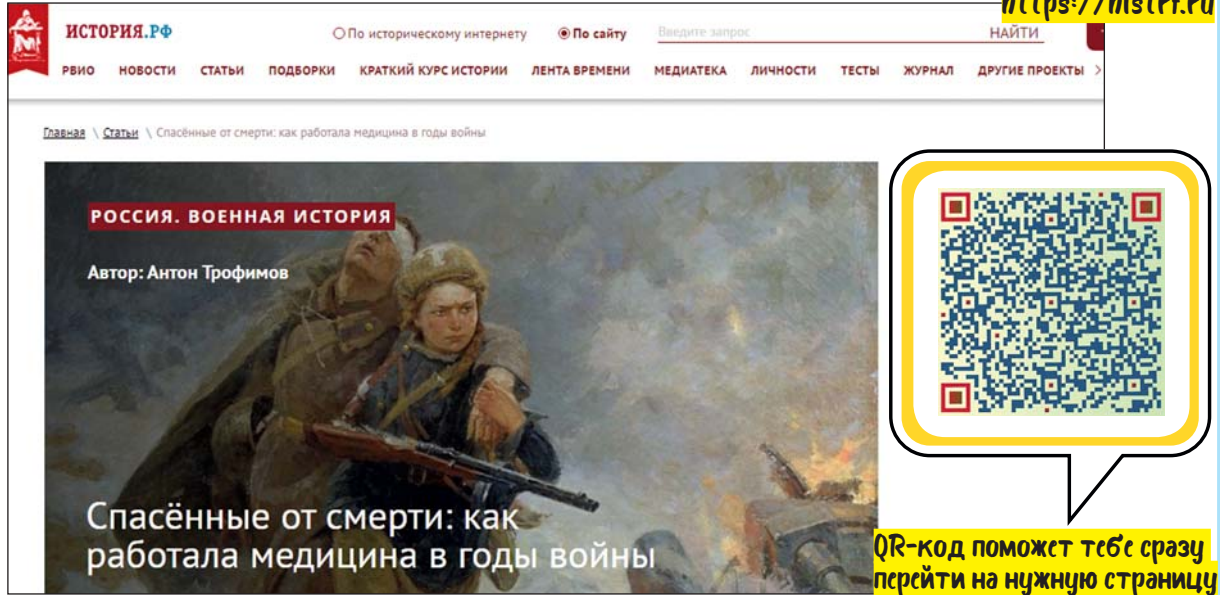 https://histrf.ru
ИСТОРИЯ.РФ
По историческому интернету
По сайту
Введите запрос
НАЙТИ
РВИО НОВОСТИ СТАТЬИ ПОДБОРКИ КРАТКИЙ КУРС ИСТОРИИ ЛЕНТА ВРЕМЕНИ МЕДИАТЕКА ЛИЧНОСТИ ТЕСТЫ ЖУРНАЛ ДРУГИЕ ПРОЕКТЫ >
Главная \ Статьи \ Спасённые от смерти: как работала медицина в годы войны
РОССИЯ. ВОЕННАЯ ИСТОРИЯ
Автор: Антон Трофимов
Спасённые от смерти: как
работала медицина в годы войны
QR-код поможет тебе сразу
перейти на нужную страницу